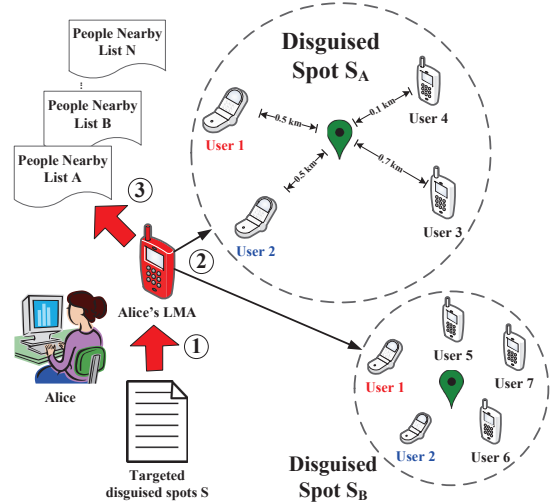 People Nearby
List N
People Nearby
List B
People Nearby
List A
3
Alice
Alice's LMA
2
1
Targeted
disguised spots S
Disguised
Spot SA
0.5 km
0.1 km
0.5 km
0.7 km
User 1
User 4
User 2
User 3
User 5
User 1
User 7
User 2
User 6
Disguised
Spot SB